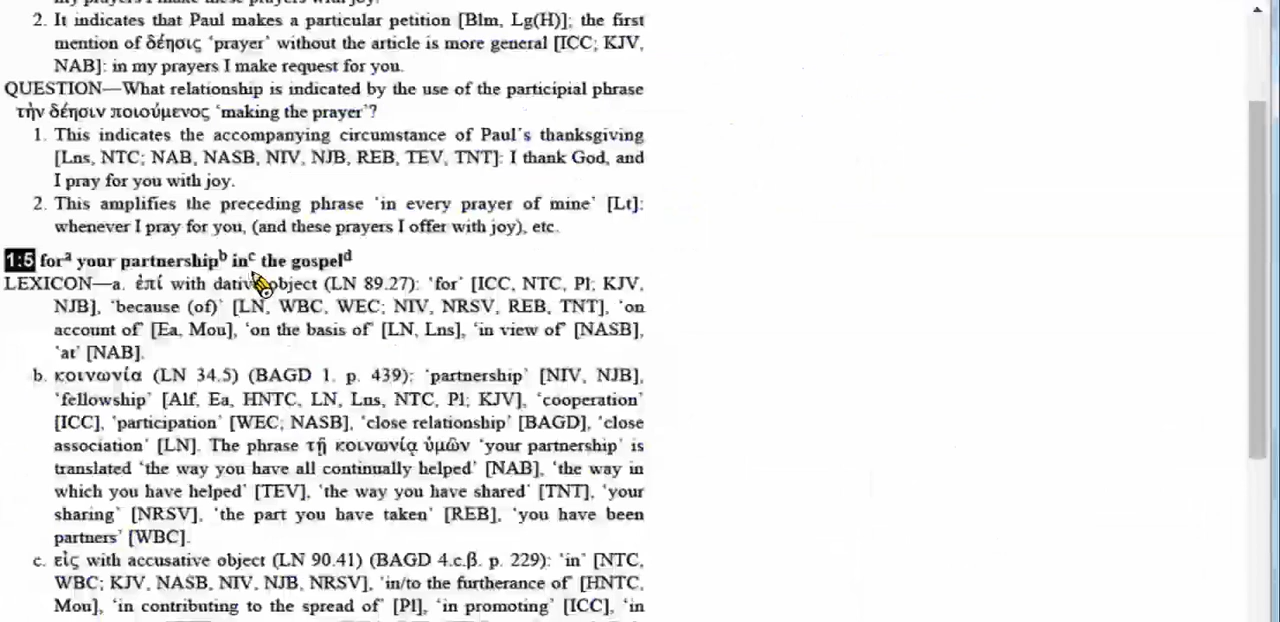 2. It indicates that Paul makes a particular petition [Blm, Lg(H)]; the first
mention of δέησις ‘prayer’ without the article is more general [ICC; KJV,
NAB]: in my prayers I make request for you.
QUESTION—What relationship is indicated by the use of the participial phrase
τὴν δέησιν ποιούμενος ‘making the prayer’?
1. This indicates the accompanying circumstance of Paul’s thanksgiving
[Lns, NTC; NAB, NASB, NIV, NJB, REB, TEV, TNT]: I thank God, and
I pray for you with joy.
2. This amplifies the preceding phrase ‘in every prayer of mine’ [Lt]:
whenever I pray for you, (and these prayers I offer with joy), etc.
1:5 forᵃ your partnershipᵇ inᶜ the gospelᵈ
LEXICON—a. ἐπί with dative object (LN 89.27): ‘for’ [ICC, NTC, Pl; KJV,
NJB], ‘because (of)’ [LN, WBC, WEC; NIV, NRSV, REB, TNT], ‘on
account of’ [Ea, Mou], ‘on the basis of’ [LN, Lns], ‘in view of’ [NASB],
‘at’ [NAB].
b. κοινωνία (LN 34.5) (BAGD 1. p. 439): ‘partnership’ [NIV, NJB],
‘fellowship’ [Alf, Ea, HNTC, LN, Lns, NTC, Pl; KJV], ‘cooperation’
[ICC], ‘participation’ [WEC; NASB], ‘close relationship’ [BAGD], ‘close
association’ [LN]. The phrase τῇ κοινωνίᾳ ὑμῶν ‘your partnership’ is
translated ‘the way you have all continually helped’ [NAB], ‘the way in
which you have helped’ [TEV], ‘the way you have shared’ [TNT], ‘your
sharing’ [NRSV], ‘the part you have taken’ [REB], ‘you have been
partners’ [WBC].
c. εἰς with accusative object (LN 90.41) (BAGD 4.c.β. p. 229): ‘in’ [NTC,
WBC; KJV, NASB, NIV, NJB, NRSV], ‘in/to the furtherance of’ [HNTC,
Mou], ‘in contributing to the spread of’ [Pl], ‘in promoting’ [ICC], ‘in